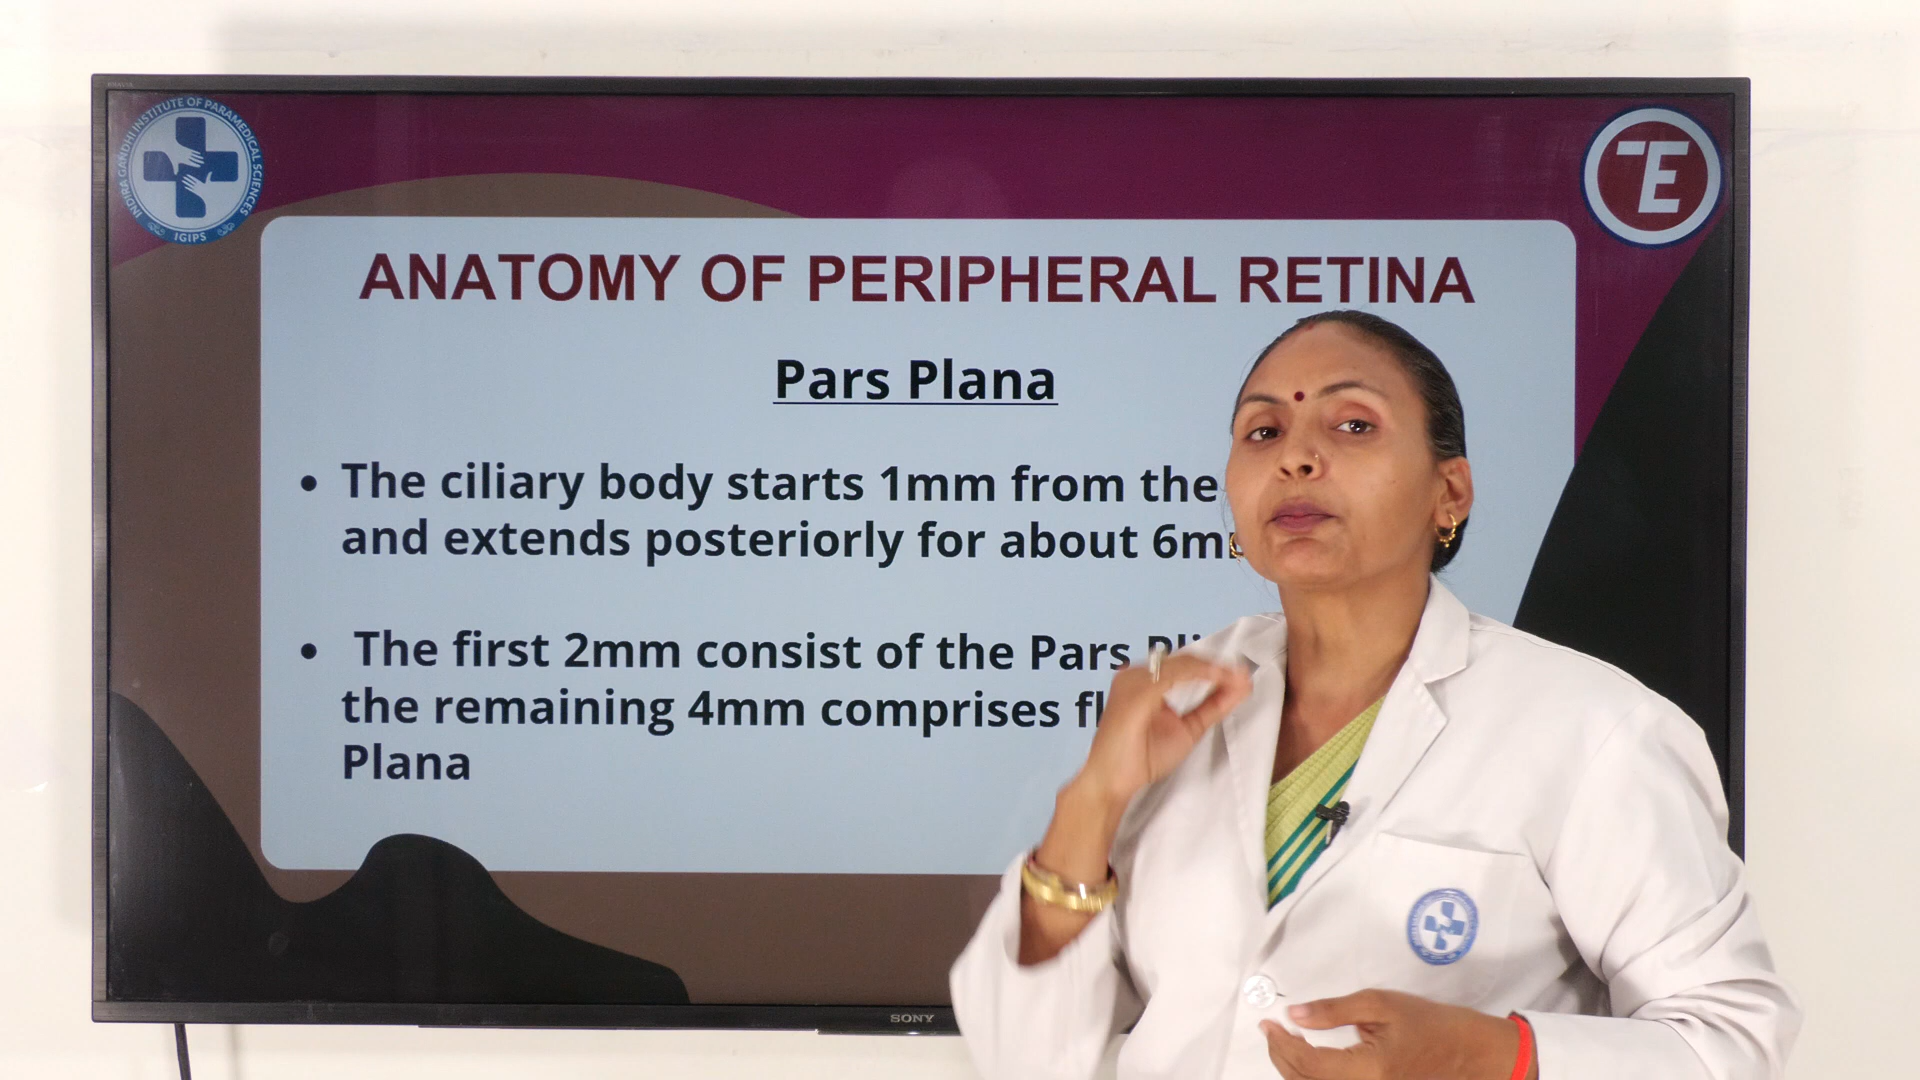 BRAVIA
INDIRA GANDHI INSTITUTE OF PARAMEDICAL SCIENCES
IGIPS
E
ANATOMY OF PERIPHERAL RETINA
Pars Plana
• The ciliary body starts 1mm from the
and extends posteriorly for about
• The first 2mm consist of the Pars
the remaining 4mm comprises
Plana
SONY